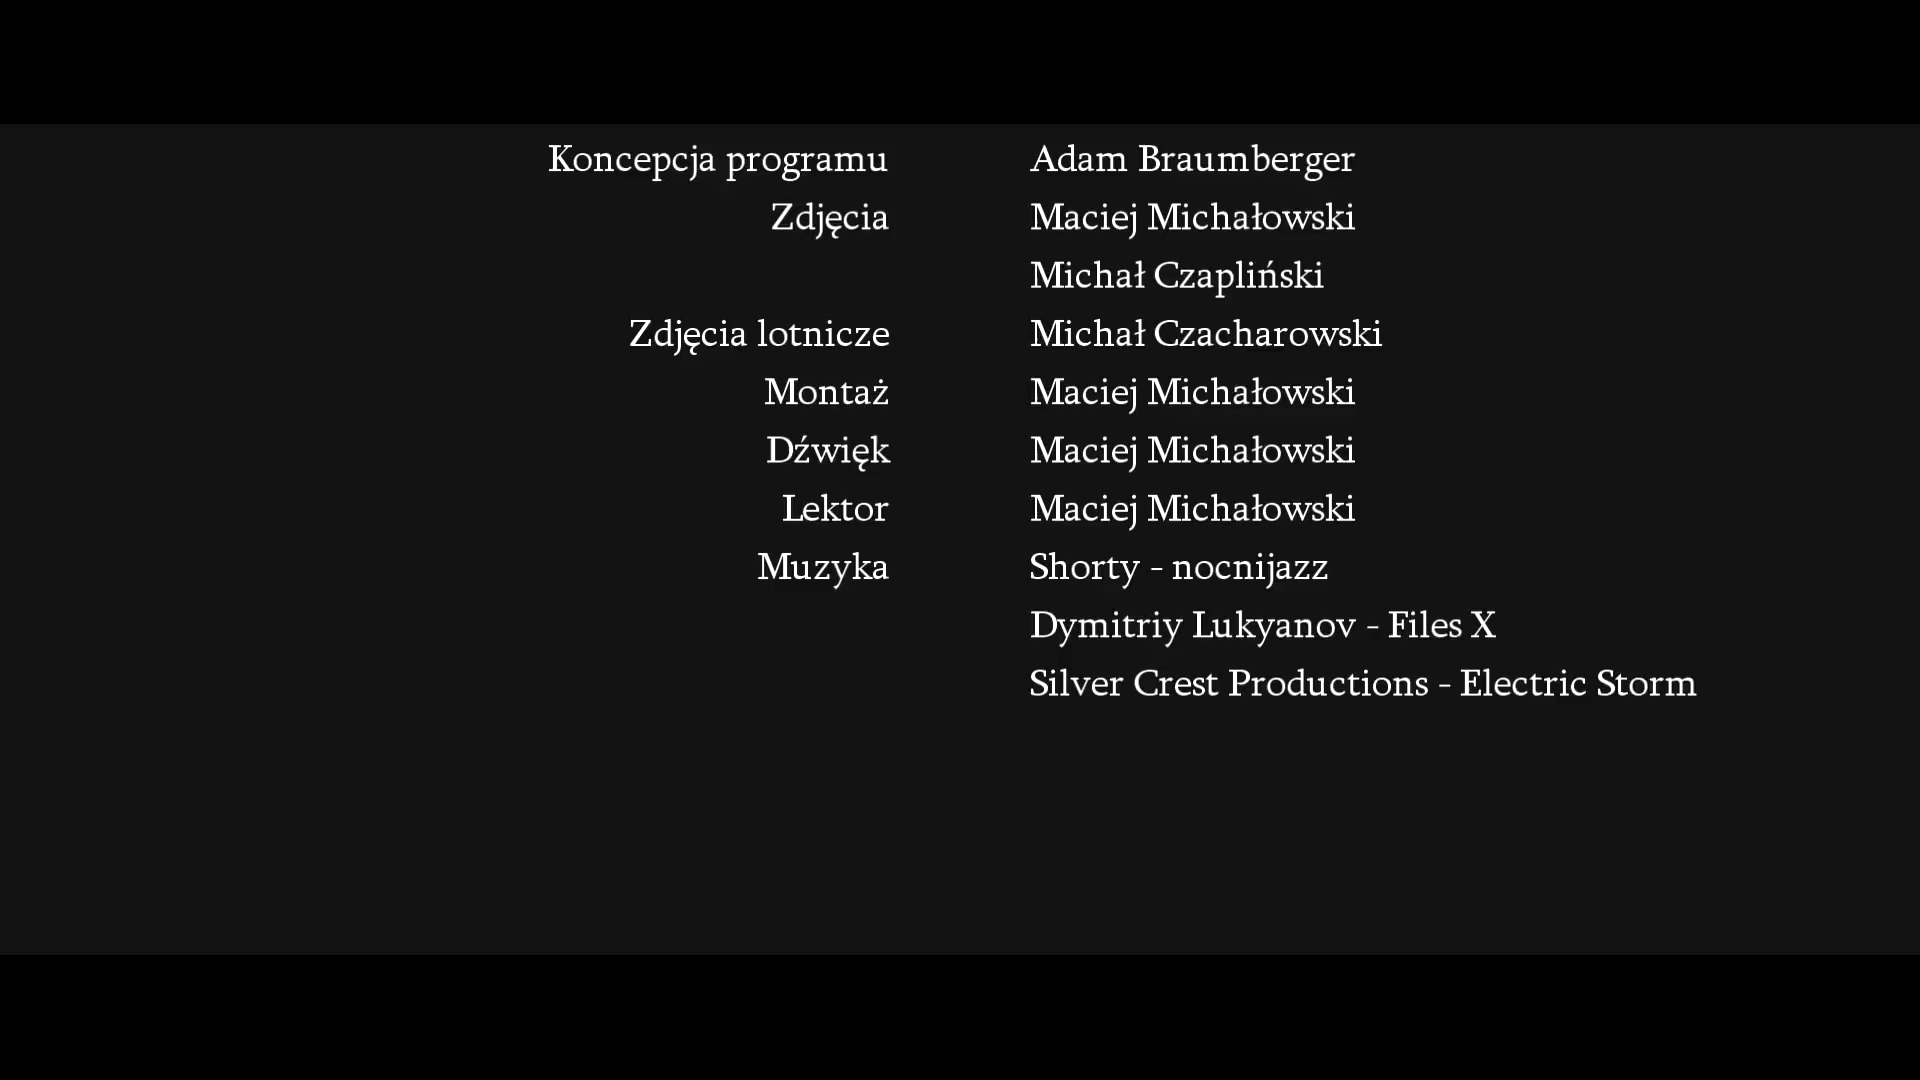 Koncepcja programu Adam Braumberger
Zdjęcia Maciej Michałowski
Michał Czapliński
Zdjęcia lotnicze Michał Czacharowski
Montaż Maciej Michałowski
Dźwięk Maciej Michałowski
Lektor Maciej Michałowski
Muzyka Shorty - nocnijazz
Dymitriy Lukyanov - Files X
Silver Crest Productions - Electric Storm